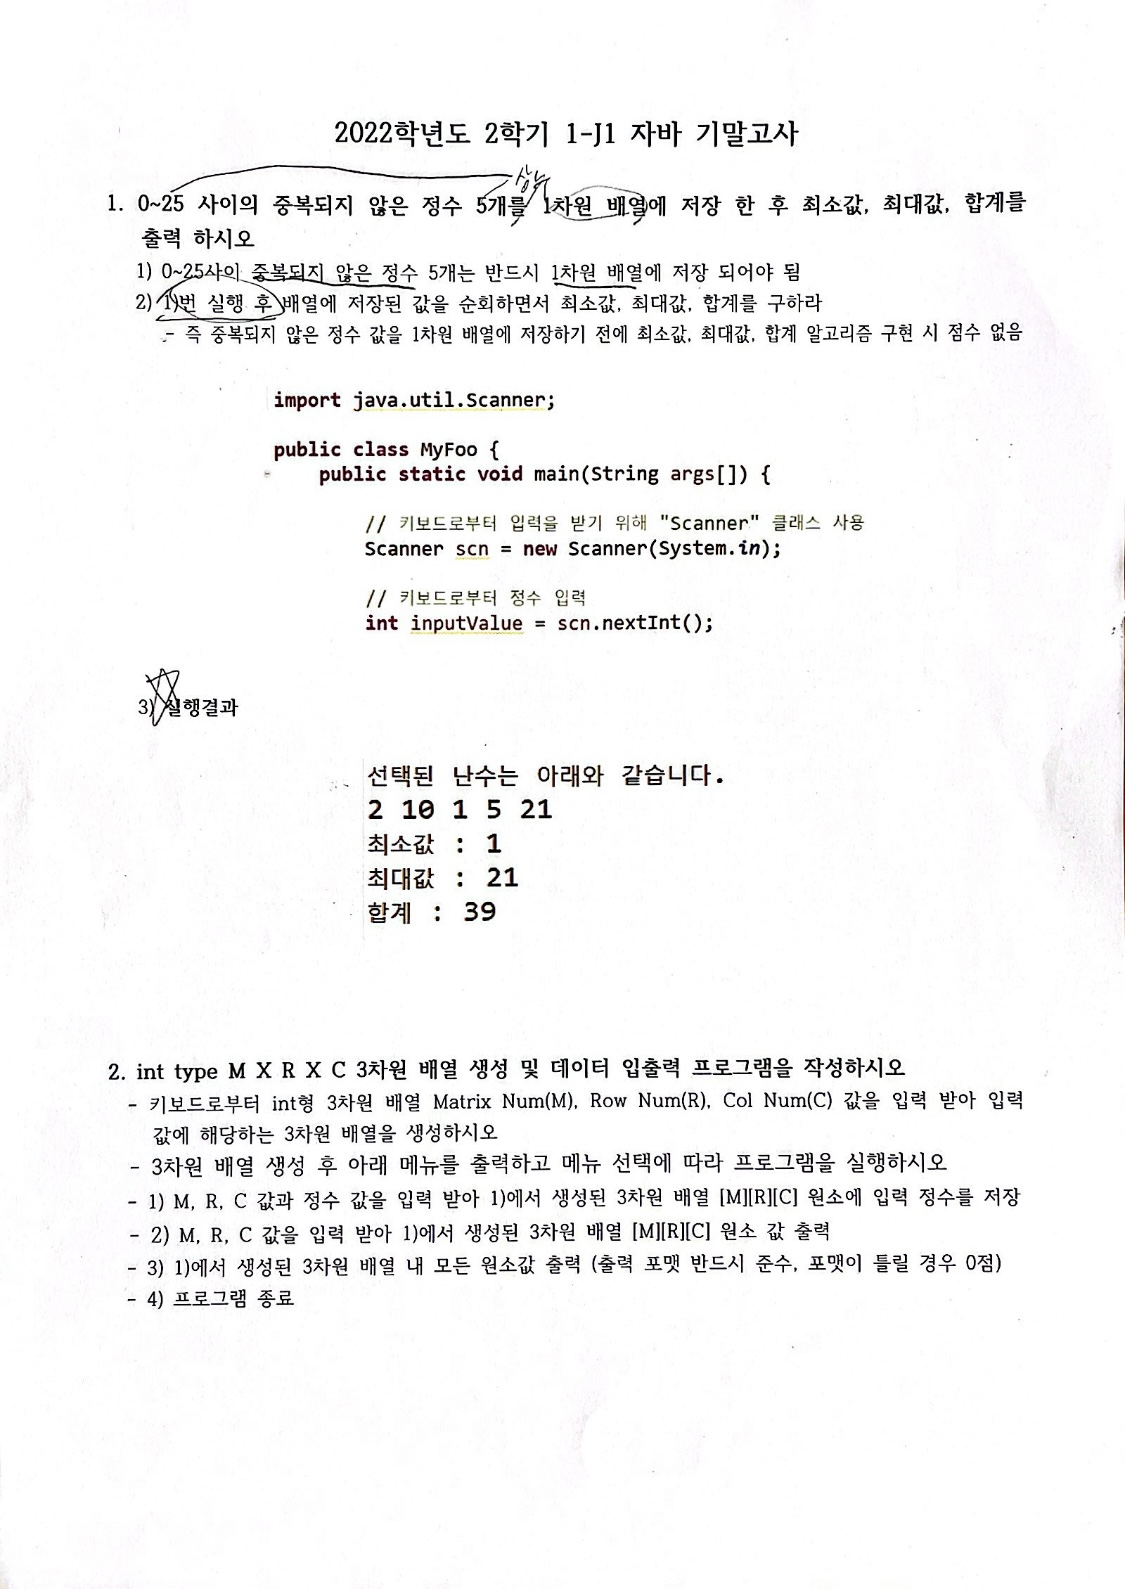 2022학년도 2학기 1-J1 자바 기말고사
1. 0~25 사이의 중복되지 않은 정수 5개를 1차원 배열에 저장 한 후 최소값, 최대값, 합계를
출력 하시오
1) 0~25사이 중복되지 않은 정수 5개는 반드시 1차원 배열에 저장 되어야 됨
2) 1)번 실행 후 배열에 저장된 값을 순회하면서 최소값, 최대값, 합계를 구하라
- 즉 중복되지 않은 정수 값을 1차원 배열에 저장하기 전에 최소값, 최대값, 합계 알고리즘 구현 시 점수 없음
import java.util.Scanner;
public class MyFoo {
public static void main(String args[]) {
// 키보드로부터 입력을 받기 위해 "Scanner" 클래스 사용
Scanner scn = new Scanner(System.in);
// 키보드로부터 정수 입력
int inputValue = scn.nextInt();
3) 실행결과
선택된 난수는 아래와 같습니다.
2 10 1 5 21
최소값 : 1
최대값 : 21
합계 : 39
2. int type M X R X C 3차원 배열 생성 및 데이터 입출력 프로그램을 작성하시오
- 키보드로부터 int형 3차원 배열 Matrix Num(M), Row Num(R), Col Num(C) 값을 입력 받아 입력
값에 해당하는 3차원 배열을 생성하시오
- 3차원 배열 생성 후 아래 메뉴를 출력하고 메뉴 선택에 따라 프로그램을 실행하시오
- 1) M, R, C 값과 정수 값을 입력 받아 1)에서 생성된 3차원 배열 [M][R][C] 원소에 입력 정수를 저장
- 2) M, R, C 값을 입력 받아 1)에서 생성된 3차원 배열 [M][R][C] 원소 값 출력
- 3) 1)에서 생성된 3차원 배열 내 모든 원소값 출력 (출력 포맷 반드시 준수, 포맷이 틀릴 경우 0점)
- 4) 프로그램 종료